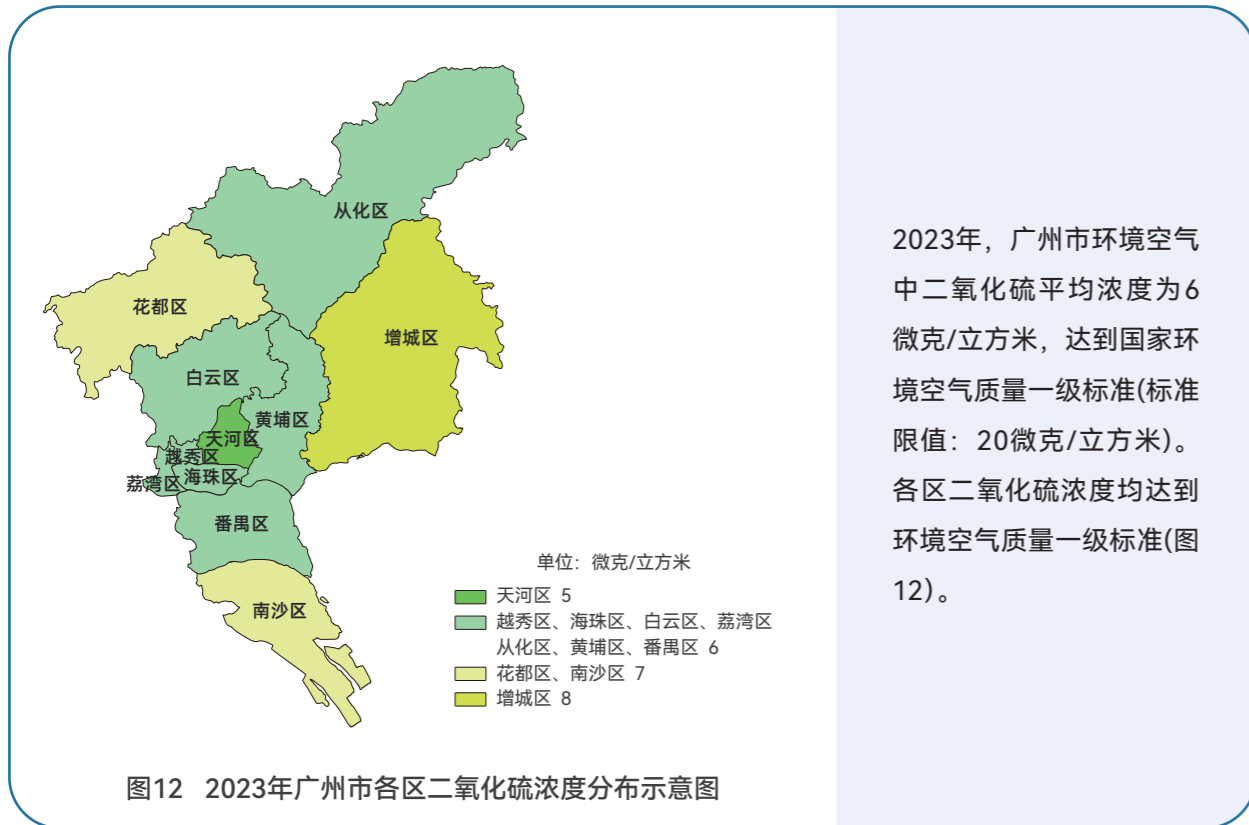 从化区
花都区
增城区
白云区
黄埔区
天河区
越秀区
海珠区
荔湾区
番禺区
南沙区
单位：微克/立方米
天河区 5
越秀区、海珠区、白云区、荔湾区
从化区、黄埔区、番禺区 6
花都区、南沙区 7
增城区 8
图12 2023年广州市各区二氧化硫浓度分布示意图
2023年，广州市环境空气
中二氧化硫平均浓度为6
微克/立方米，达到国家环
境空气质量一级标准(标准
限值：20微克/立方米)。
各区二氧化硫浓度均达到
环境空气质量一级标准(图
12)。